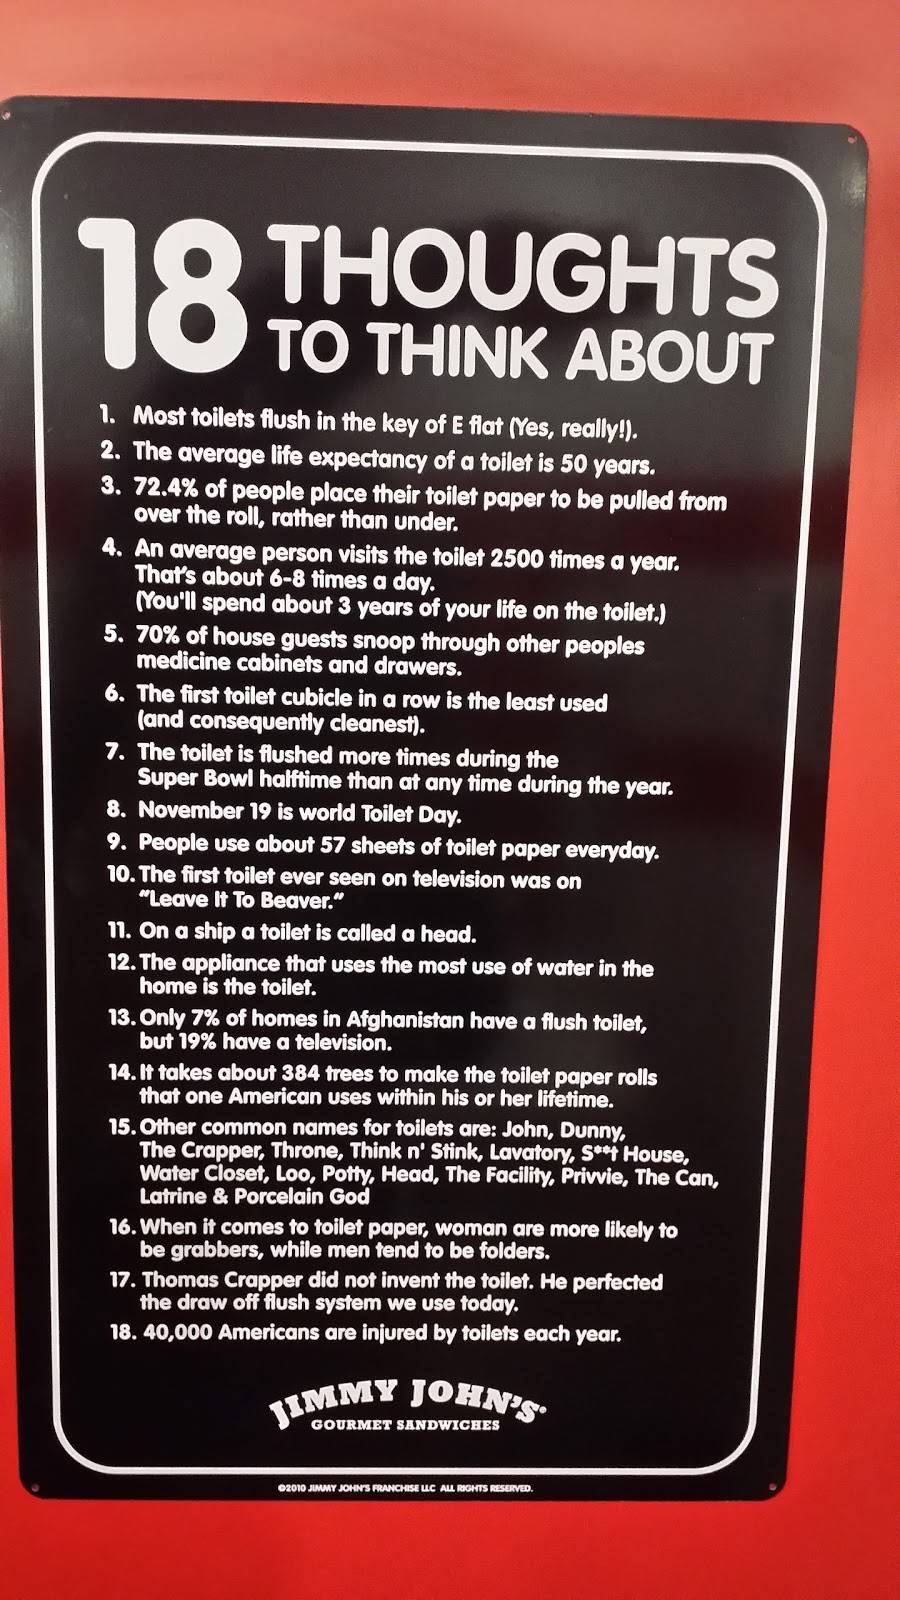 18 THOUGHTS
TO THINK ABOUT
1. Most toilets flush in the key of E flat (Yes, really!).
2. The average life expectancy of a toilet is 50 years.
3. 72.4% of people place their toilet paper to be pulled from
over the roll, rather than under.
4. An average person visits the toilet 2500 times a year.
That's about 6-8 times a day.
(You'll spend about 3 years of your life on the toilet.)
5. 70% of house guests snoop through other peoples
medicine cabinets and drawers.
6. The first toilet cubicle in a row is the least used
(and consequently cleanest).
7. The toilet is flushed more times during the
Super Bowl halftime than at any time during the year.
8. November 19 is world Toilet Day.
9. People use about 57 sheets of toilet paper everyday.
10. The first toilet ever seen on television was on
"Leave It To Beaver."
11. On a ship a toilet is called a head.
12. The appliance that uses the most use of water in the
home is the toilet.
13. Only 7% of homes in Afghanistan have a flush toilet,
but 19% have a television.
14. It takes about 384 trees to make the toilet paper rolls
that one American uses within his or her lifetime.
15. Other common names for toilets are: John, Dunny,
The Crapper, Throne, Think n' Stink, Lavatory, S**t House,
Water Closet, Loo, Potty, Head, The Facility, Privvie, The Can,
Latrine & Porcelain God
16. When it comes to toilet paper, woman are more likely to
be grabbers, while men tend to be folders.
17. Thomas Crapper did not invent the toilet. He perfected
the draw off flush system we use today.
18. 40,000 Americans are injured by toilets each year.
JIMMY JOHN'S®
GOURMET SANDWICHES
©2010 JIMMY JOHN'S FRANCHISE LLC ALL RIGHTS RESERVED.